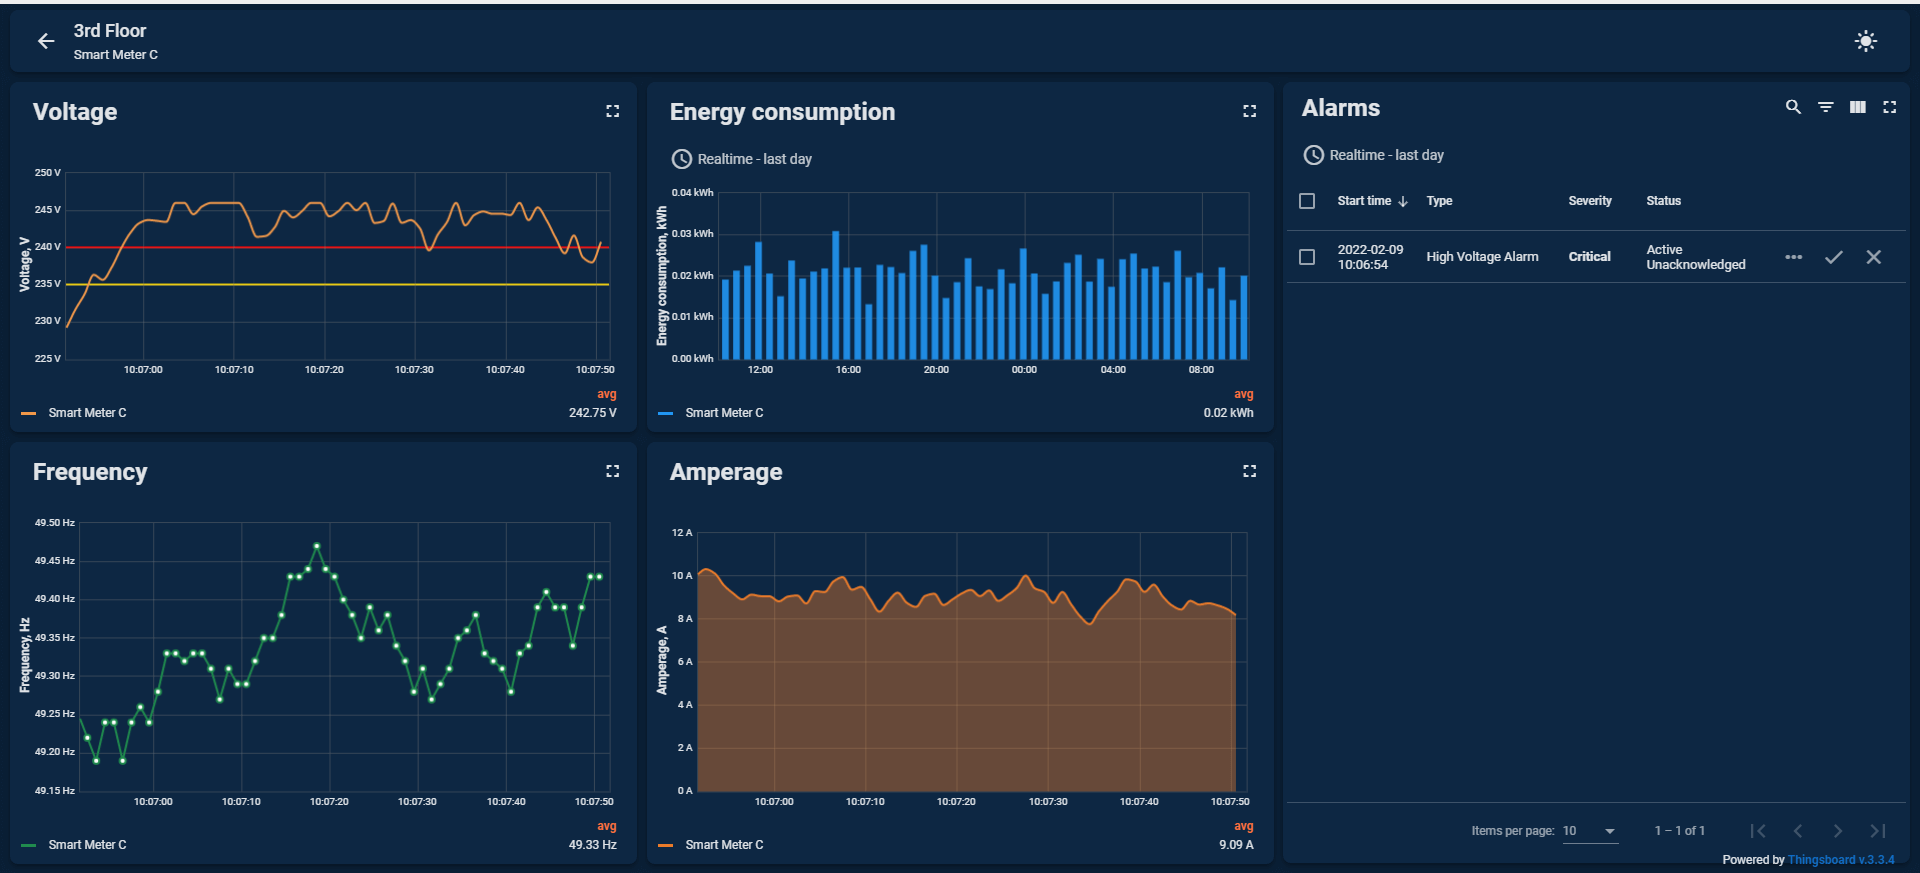 3rd Floor
Smart Meter C
Voltage
250 V
245 V
240 V
235 V
230 V
225 V
Voltage, V
10:07:00 10:07:10 10:07:20 10:07:30 10:07:40 10:07:50
avg
Smart Meter C 242.75 V
Energy consumption
Realtime - last day
0.04 kWh
0.03 kWh
0.02 kWh
0.01 kWh
0.00 kWh
Energy consumption, kWh
12:00 16:00 20:00 00:00 04:00 08:00
avg
Smart Meter C 0.02 kWh
Alarms
Realtime - last day
Start time Type Severity Status
2022-02-09
10:06:54
High Voltage Alarm
Critical
Active
Unacknowledged
Frequency
49.50 Hz
49.45 Hz
49.40 Hz
49.35 Hz
49.30 Hz
49.25 Hz
49.20 Hz
49.15 Hz
Frequency, Hz
10:07:00 10:07:10 10:07:20 10:07:30 10:07:40 10:07:50
avg
Smart Meter C 49.33 Hz
Amperage
12 A
10 A
8 A
6 A
4 A
2 A
0 A
Amperage, A
10:07:00 10:07:10 10:07:20 10:07:30 10:07:40 10:07:50
avg
Smart Meter C 9.09 A
Items per page: 10 1 – 1 of 1
Powered by Thingsboard v.3.3.4